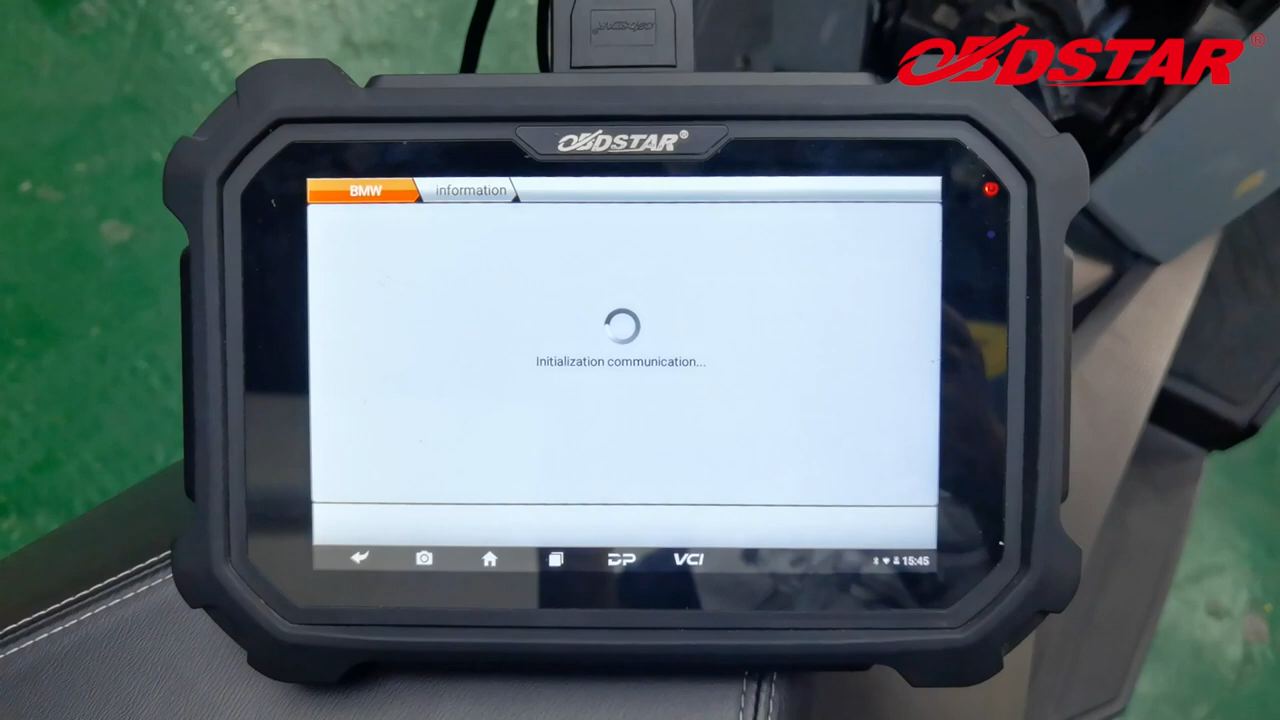 OBDSTAR®
OBDSTAR®
BMW information
Initialization communication...
DP VCI 15:45